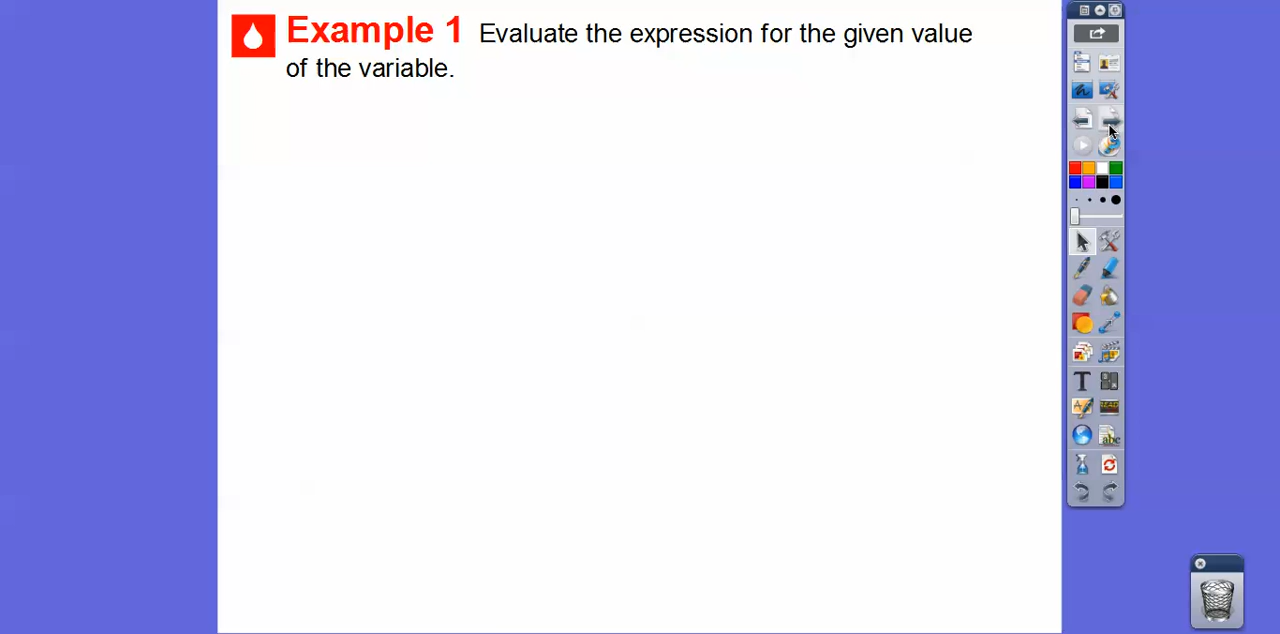 Example 1 Evaluate the expression for the given value
of the variable.